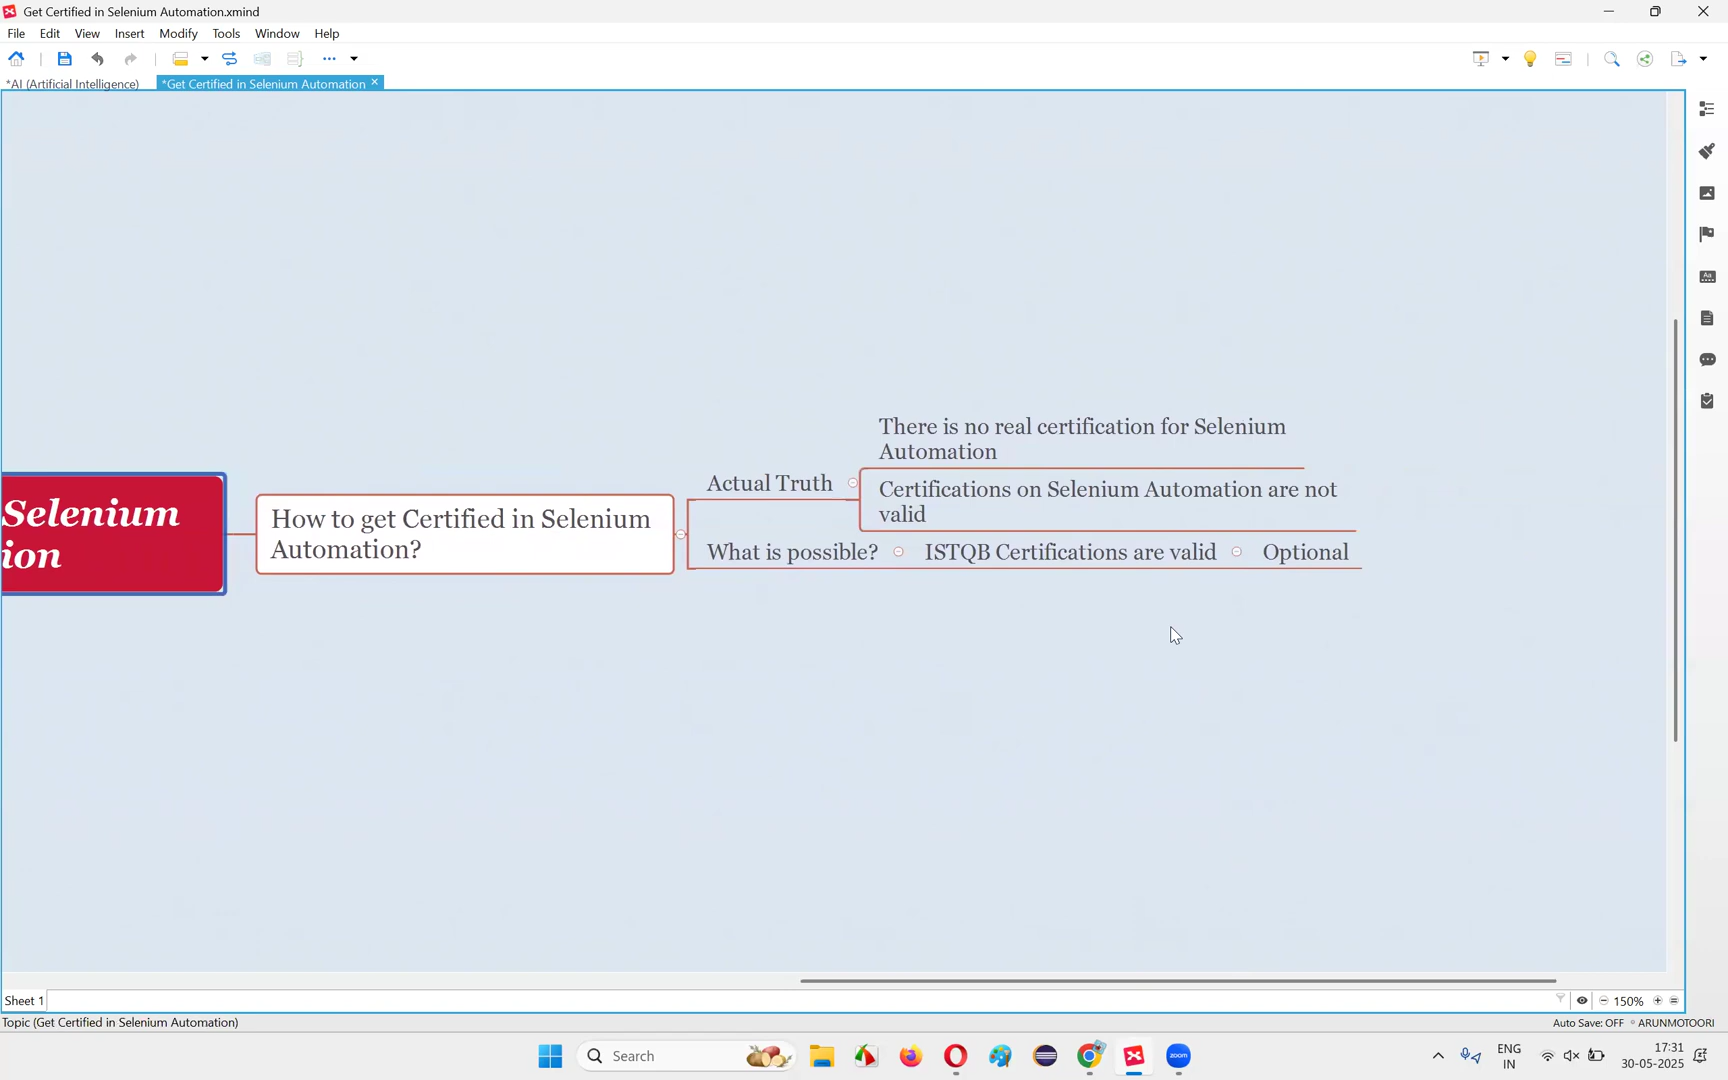 Get Certified in Selenium Automation.xmind
File Edit View Insert Modify Tools Window Help
*AI (Artificial Intelligence) *Get Certified in Selenium Automation
There is no real certification for Selenium
Automation
Actual Truth
Certifications on Selenium Automation are not
valid
Selenium
ion
How to get Certified in Selenium
Automation?
What is possible? ISTQB Certifications are valid Optional
Sheet 1
150%
Topic (Get Certified in Selenium Automation)
Auto Save: OFF ARUNMOTOORI
Search
zoom
ENG
IN
17:31
30-05-2025